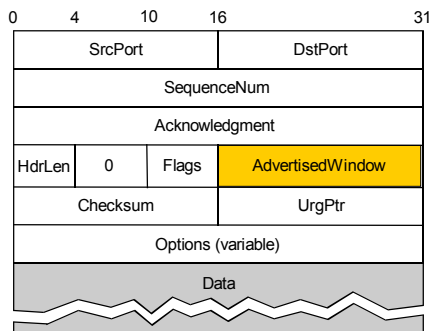 0 4 10 16 31
SrcPort DstPort
SequenceNum
Acknowledgment
HdrLen 0 Flags AdvertisedWindow
Checksum UrgPtr
Options (variable)
Data